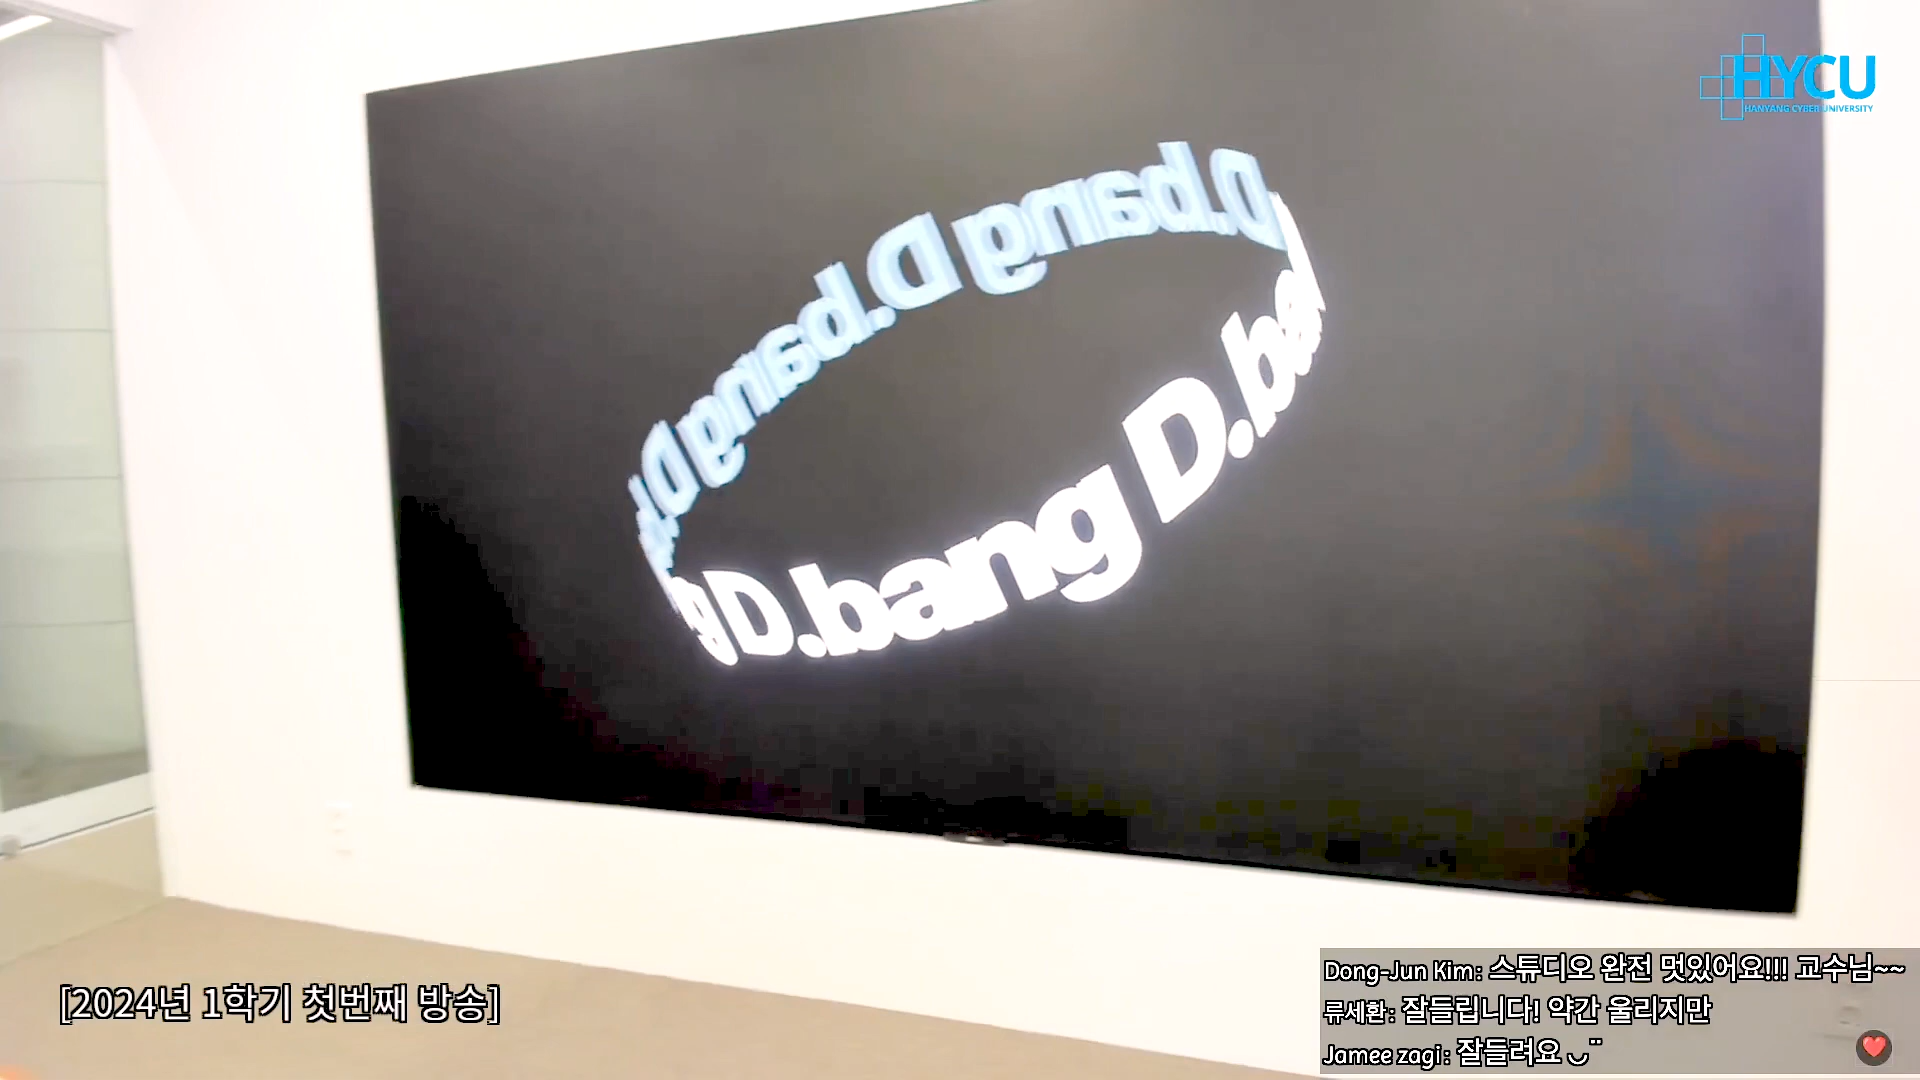 HYCU
HANYANG CYBER UNIVERSITY
D.bang D.bang D
g D.bang D.ba
[2024년 1학기 첫번째 방송]
Dong-Jun Kim: 스튜디오 완전 멋있어요!!! 교수님~~
류세환: 잘들립니다! 약간 울리지만
Jamee zagi: 잘들려요 ◡̈